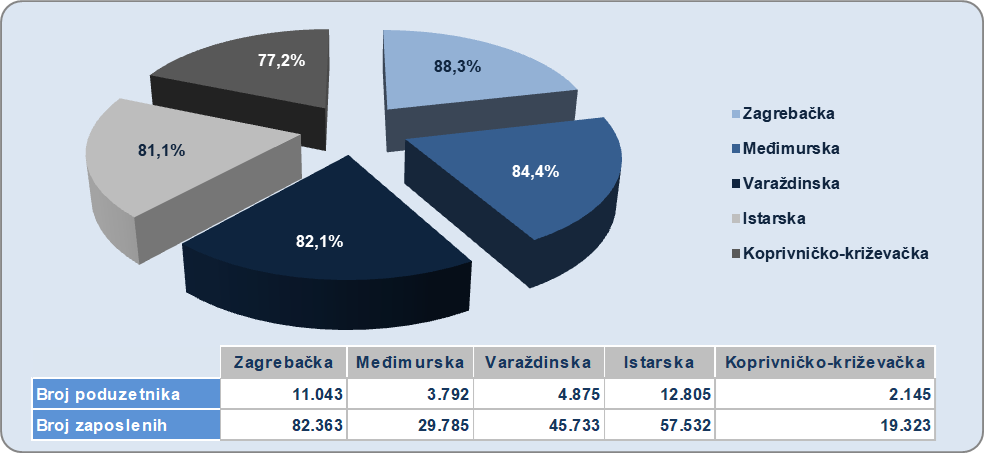 77,2%
88,3%
81,1%
84,4%
82,1%
Zagrebačka
Međimurska
Varaždinska
Istarska
Koprivničko-križevačka
Zagrebačka Međimurska Varaždinska Istarska Koprivničko-križevačka
Broj poduzetnika 11.043 3.792 4.875 12.805 2.145
Broj zaposlenih 82.363 29.785 45.733 57.532 19.323